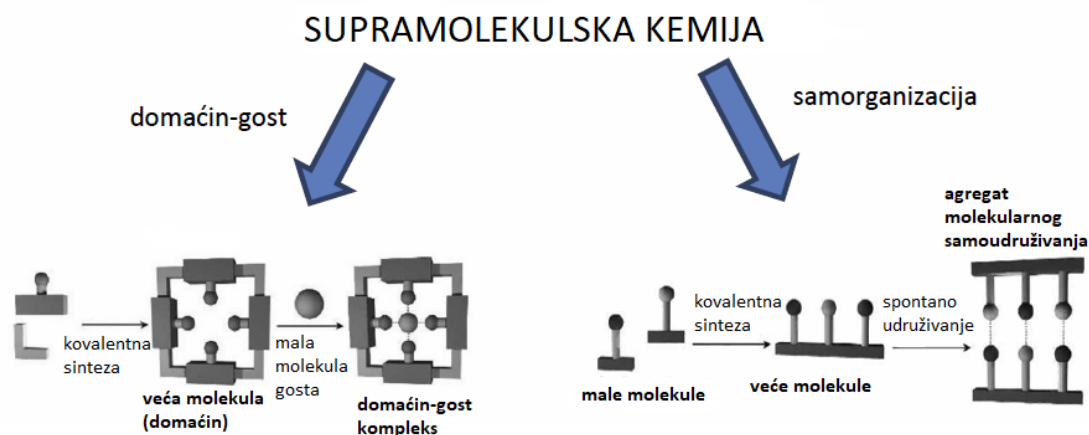 SUPRAMOLEKULSKA KEMIJA
domaćin-gost
samorganizacija
kovalentna
sinteza
veća molekula
(domaćin)
mala
molekula
gosta
domaćin-gost
kompleks
male molekule
kovalentna
sinteza
veće molekule
spontano
udruživanje
agregat
molekularnog
samoudruživanja